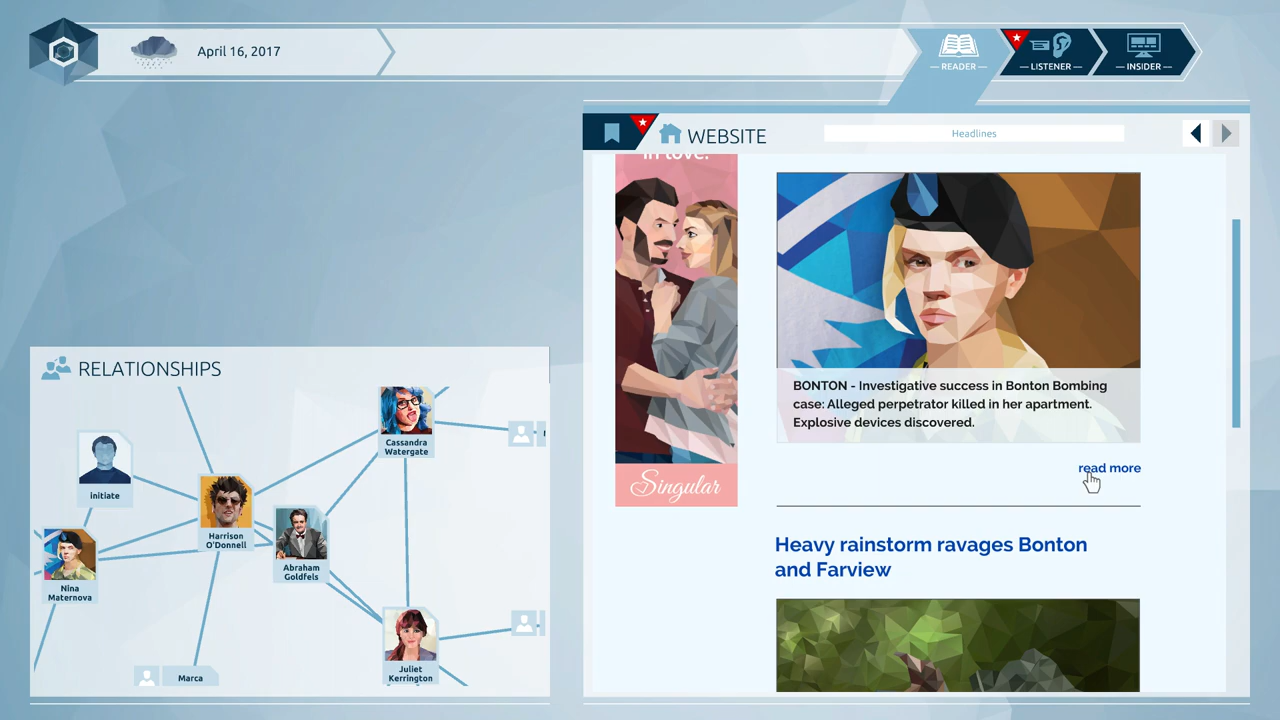 April 16, 2017
READER
LISTENER
INSIDER
WEBSITE
Headlines
in love.
Singular
BONTON - Investigative success in Bonton Bombing
case: Alleged perpetrator killed in her apartment.
Explosive devices discovered.
read more
Heavy rainstorm ravages Bonton
and Farview
RELATIONSHIPS
Cassandra
Watergate
initiate
Harrison
O'Donnell
Abraham
Goldfels
Nina
Maternova
Juliet
Kerrington
Marca